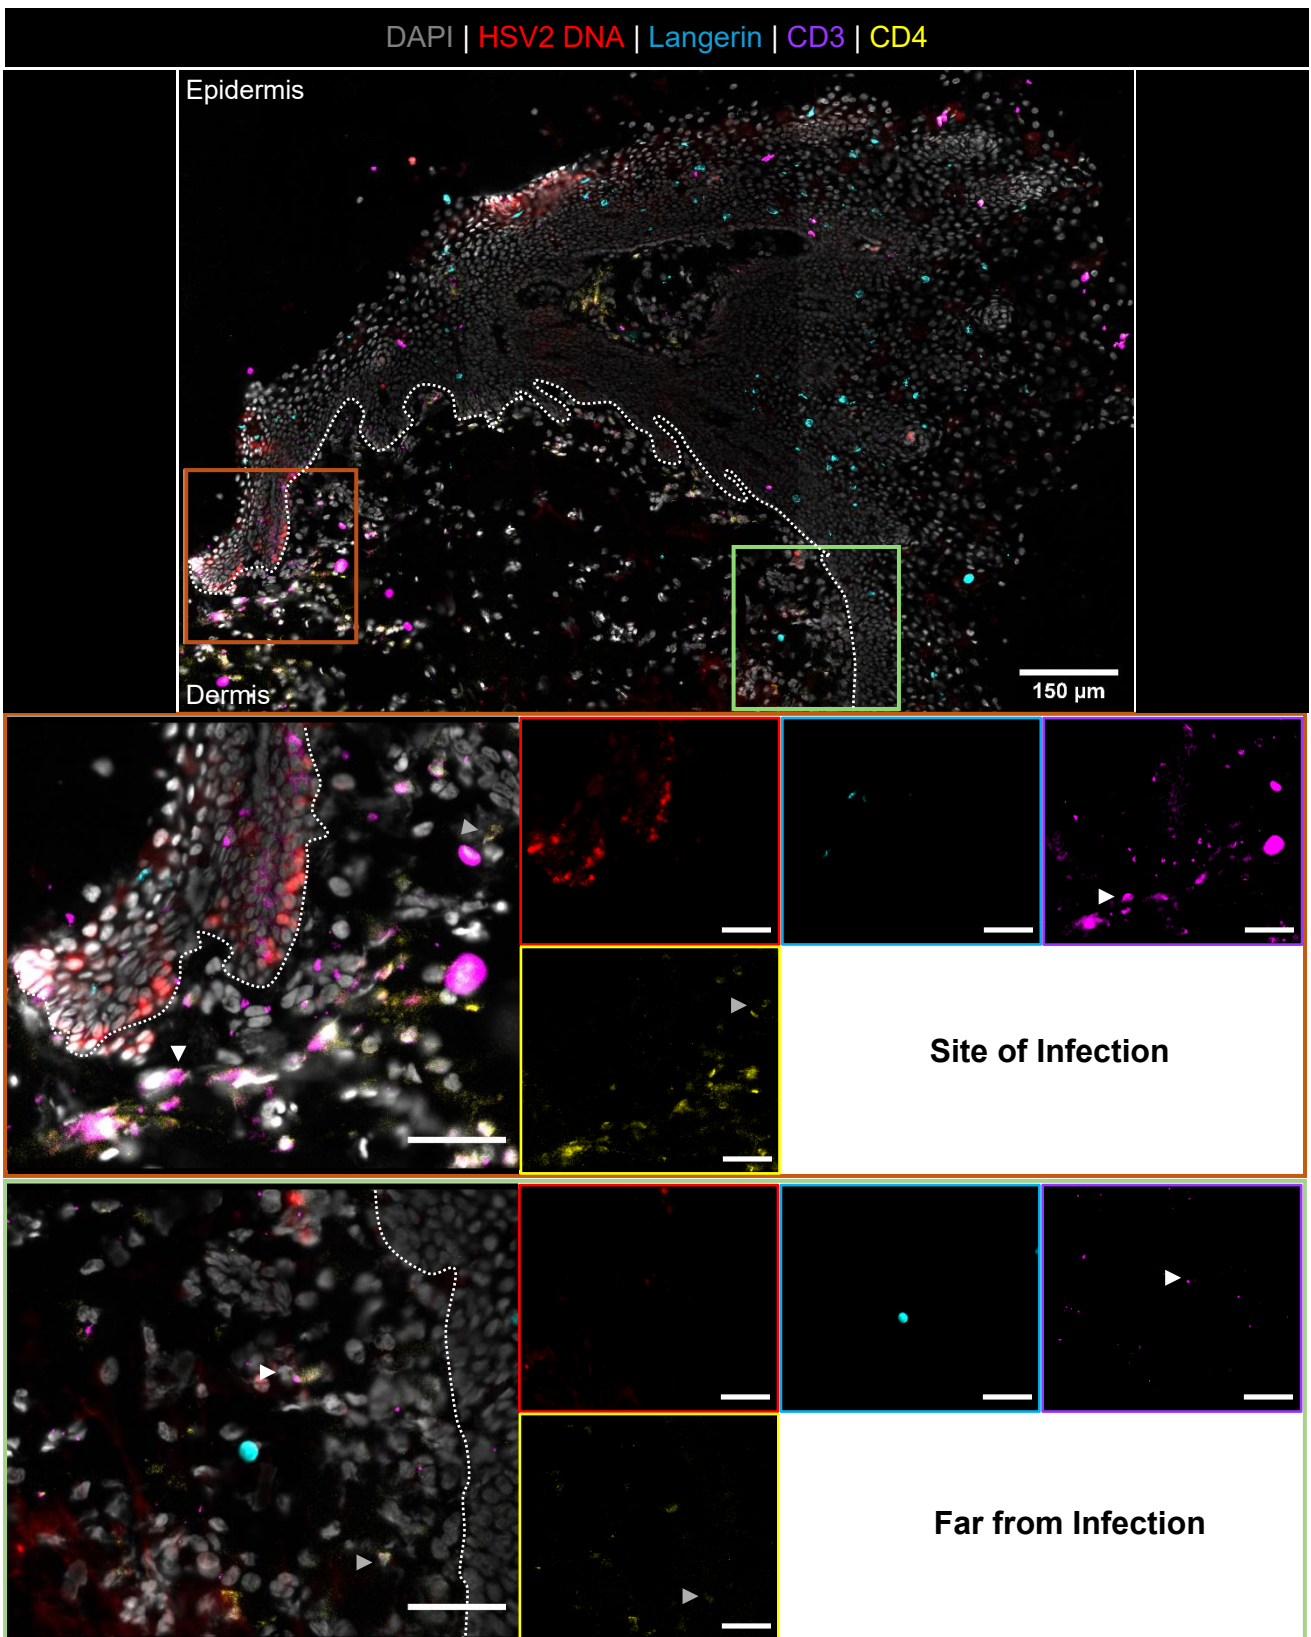 DAPI | HSV2 DNA | Langerin | CD3 | CD4
Epidermis
Dermis
150 µm
Site of Infection
Far from Infection